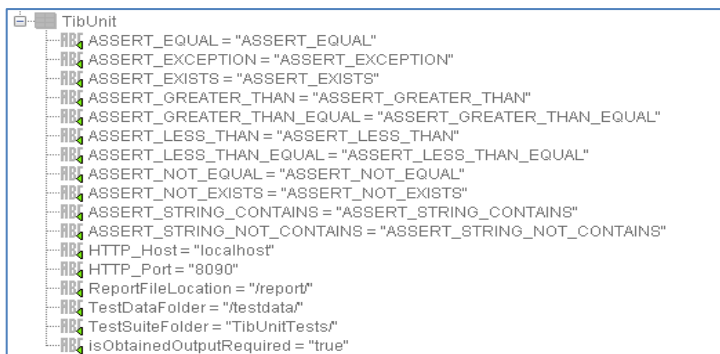 TibUnit
ASSERT_EQUAL = "ASSERT_EQUAL"
ASSERT_EXCEPTION = "ASSERT_EXCEPTION"
ASSERT_EXISTS = "ASSERT_EXISTS"
ASSERT_GREATER_THAN = "ASSERT_GREATER_THAN"
ASSERT_GREATER_THAN_EQUAL = "ASSERT_GREATER_THAN_EQUAL"
ASSERT_LESS_THAN = "ASSERT_LESS_THAN"
ASSERT_LESS_THAN_EQUAL = "ASSERT_LESS_THAN_EQUAL"
ASSERT_NOT_EQUAL = "ASSERT_NOT_EQUAL"
ASSERT_NOT_EXISTS = "ASSERT_NOT_EXISTS"
ASSERT_STRING_CONTAINS = "ASSERT_STRING_CONTAINS"
ASSERT_STRING_NOT_CONTAINS = "ASSERT_STRING_NOT_CONTAINS"
HTTP_Host = "localhost"
HTTP_Port = "8090"
ReportFileLocation = "/report/"
TestDataFolder = "/testdata/"
TestSuiteFolder = "TibUnitTests/"
isObtainedOutputRequired = "true"